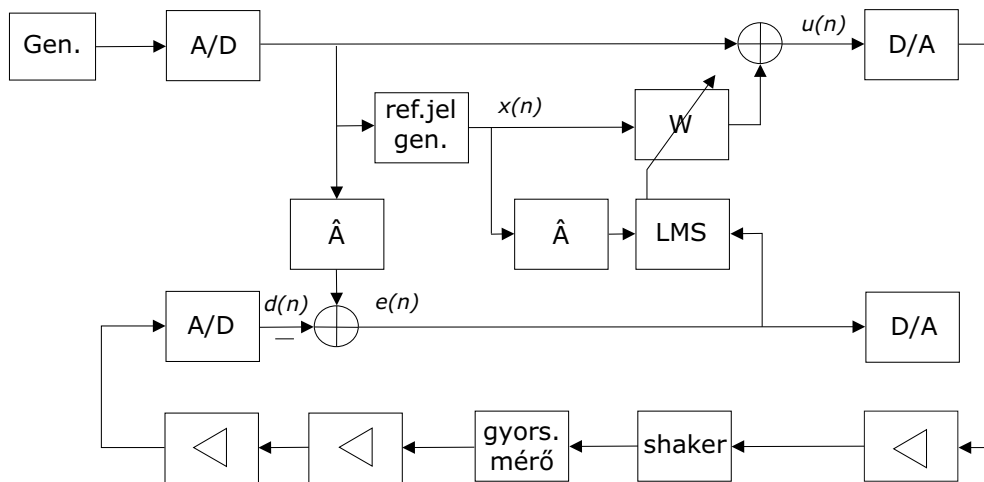 Gen.
A/D
u(n)
D/A
ref.jel
gen.
x(n)
W
Â
Â
LMS
A/D
d(n)
e(n)
D/A
gyors.
mérő
shaker